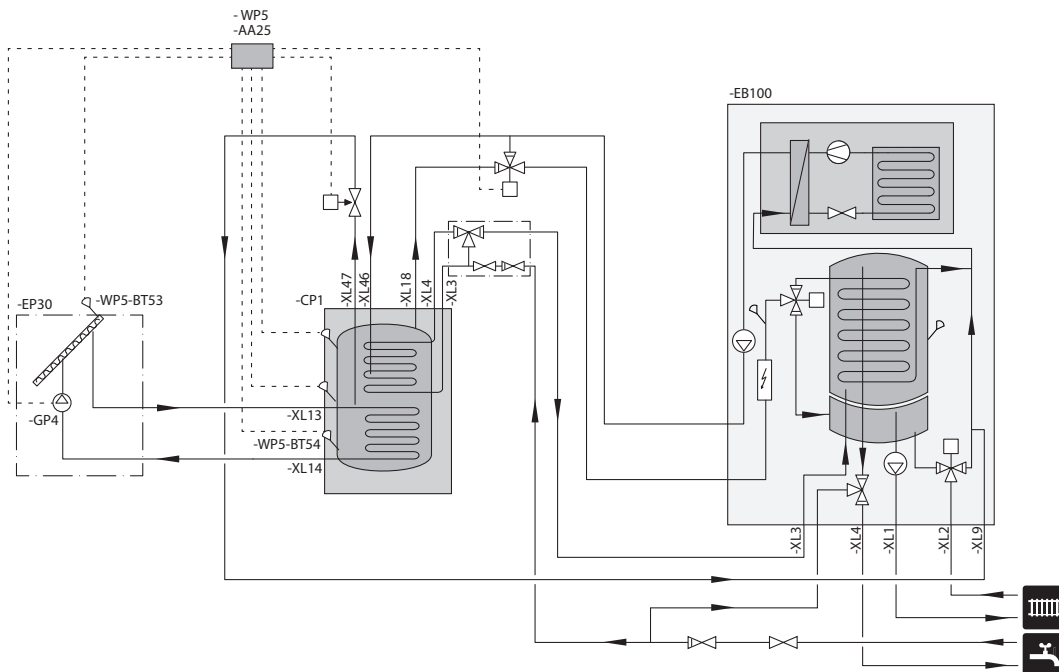 - WP5
-AA25
-EB100
-XL47
-XL46
-XL18
-XL4
-XL3
-EP30
-WP5-BT53
-CP1
-GP4
-XL13
-WP5-BT54
-XL14
-XL3
-XL4
-XL1
-XL2
-XL9